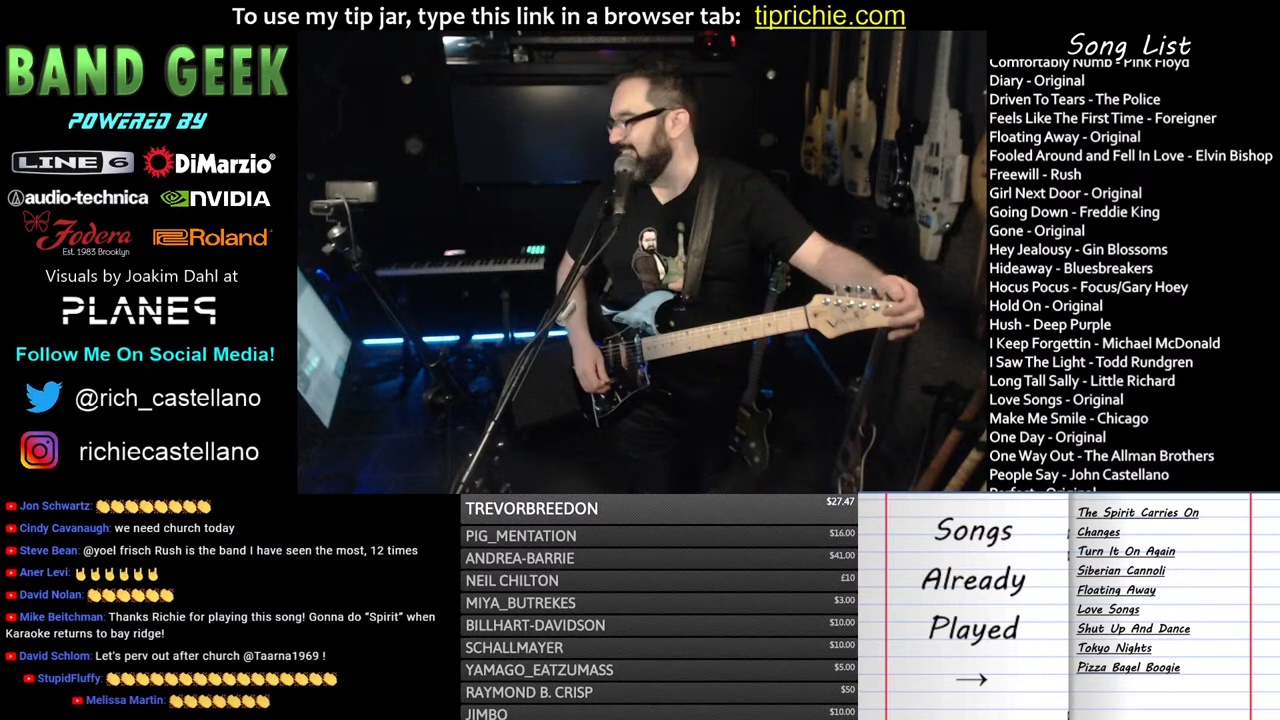 To use my tip jar, type this link in a browser tab: tiprichie.com
BAND GEEK
POWERED BY
LINE 6
DiMarzio
audio-technica
NVIDIA
Fodera
Est. 1983 Brooklyn
Roland
Visuals by Joakim Dahl at
PLANE9
Follow Me On Social Media!
@rich_castellano
richiecastellano
Song List
Comfortably Numb - Pink Floyd
Diary - Original
Driven To Tears - The Police
Feels Like The First Time - Foreigner
Floating Away - Original
Fooled Around and Fell In Love - Elvin Bishop
Freewill - Rush
Girl Next Door - Original
Going Down - Freddie King
Gone - Original
Hey Jealousy - Gin Blossoms
Hideaway - Bluesbreakers
Hocus Pocus - Focus/Gary Hoey
Hold On - Original
Hush - Deep Purple
I Keep Forgettin - Michael McDonald
I Saw The Light - Todd Rundgren
Long Tall Sally - Little Richard
Love Songs - Original
Make Me Smile - Chicago
One Day - Original
One Way Out - The Allman Brothers
People Say - John Castellano
Jon Schwartz:
Cindy Cavanaugh: we need church today
Steve Bean: @yoel frisch Rush is the band I have seen the most, 12 times
Aner Levi:
David Nolan:
Mike Beitchman: Thanks Richie for playing this song! Gonna do “Spirit” when
Karaoke returns to bay ridge!
David Schlom: Let's perv out after church @Taarna1969 !
StupidFluffy:
Melissa Martin:
TREVORBREEDON $27.47
PIG_MENTATION $16.00
ANDREA-BARRIE $41.00
NEIL CHILTON £10
MIYA_BUTREKES $3.00
BILLHART-DAVIDSON $10.00
SCHALLMAYER $10.00
YAMAGO_EATZUMASS $5.00
RAYMOND B. CRISP $50
JIMBO $10.00
Songs
Already
Played
→
The Spirit Carries On
Changes
Turn It On Again
Siberian Cannoli
Floating Away
Love Songs
Shut Up And Dance
Tokyo Nights
Pizza Bagel Boogie